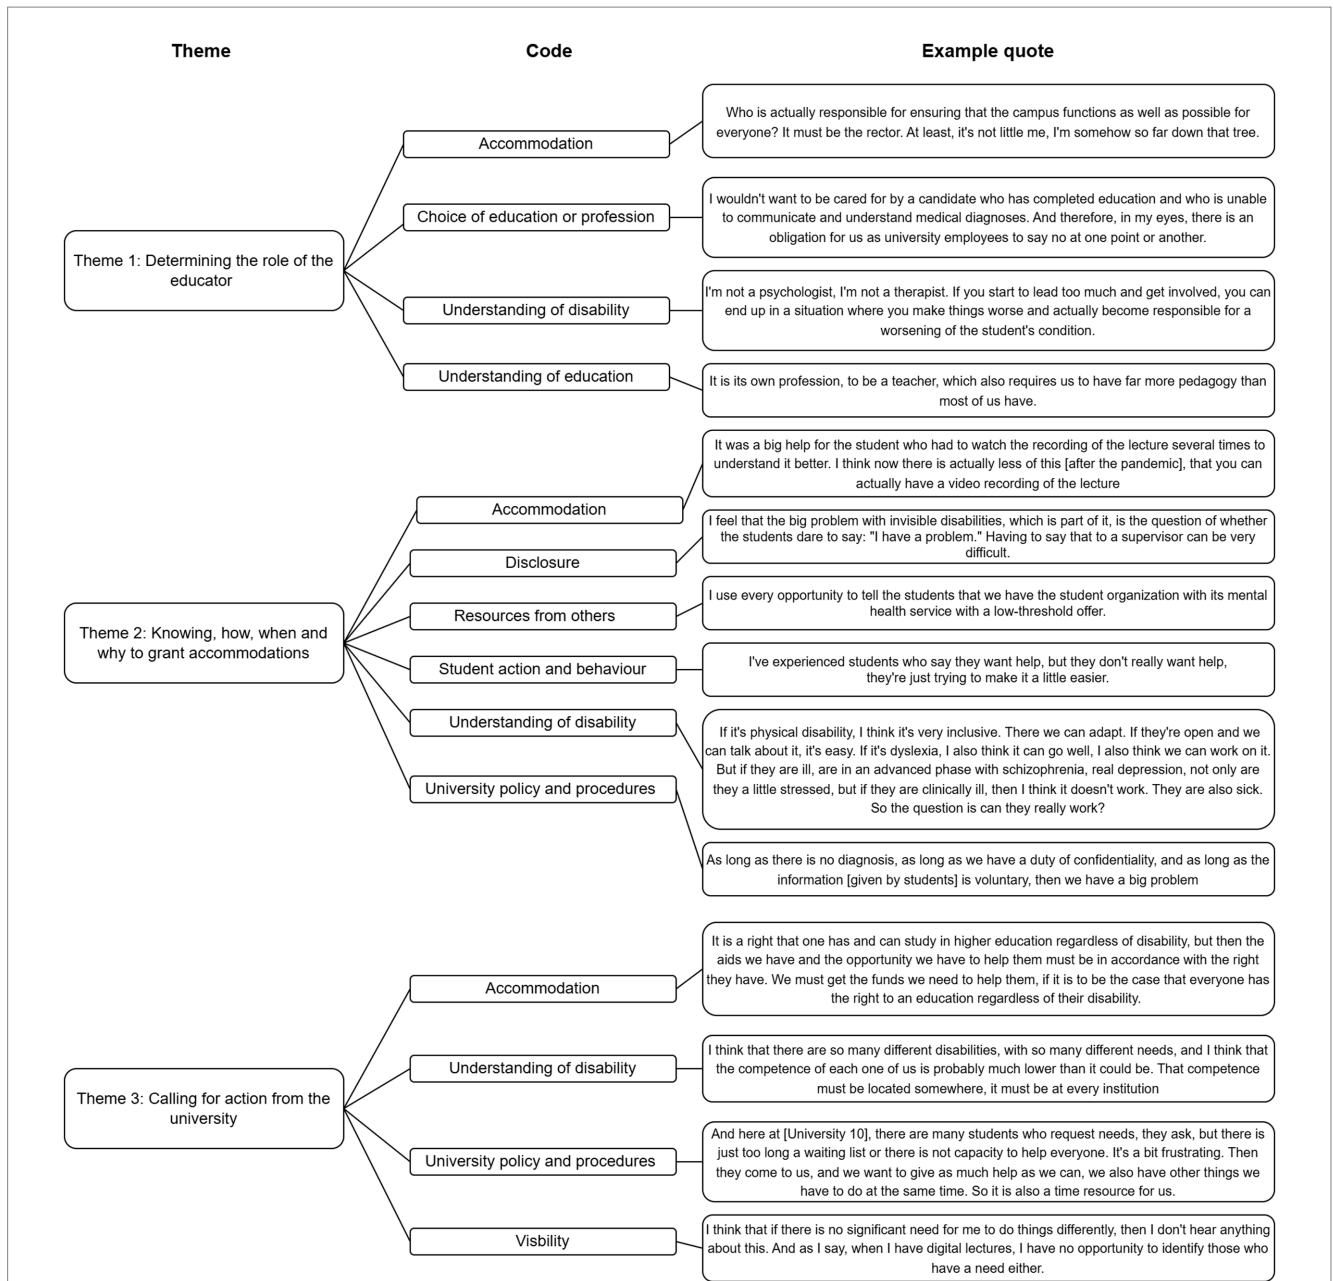 Theme
Code
Example quote
Theme 1: Determining the role of the
educator
Accommodation
Who is actually responsible for ensuring that the campus functions as well as possible for
everyone? It must be the rector. At least, it's not little me, I'm somehow so far down that tree.
Choice of education or profession
I wouldn't want to be cared for by a candidate who has completed education and who is unable
to communicate and understand medical diagnoses. And therefore, in my eyes, there is an
obligation for us as university employees to say no at one point or another.
Understanding of disability
I'm not a psychologist, I'm not a therapist. If you start to lead too much and get involved, you can
end up in a situation where you make things worse and actually become responsible for a
worsening of the student's condition.
Understanding of education
It is its own profession, to be a teacher, which also requires us to have far more pedagogy than
most of us have.
Theme 2: Knowing, how, when and
why to grant accommodations
Accommodation
It was a big help for the student who had to watch the recording of the lecture several times to
understand it better. I think now there is actually less of this [after the pandemic], that you can
actually have a video recording of the lecture
Disclosure
I feel that the big problem with invisible disabilities, which is part of it, is the question of whether
the students dare to say: "I have a problem." Having to say that to a supervisor can be very
difficult.
Resources from others
I use every opportunity to tell the students that we have the student organization with its mental
health service with a low-threshold offer.
Student action and behaviour
I've experienced students who say they want help, but they don't really want help,
they're just trying to make it a little easier.
Understanding of disability
If it's physical disability, I think it's very inclusive. There we can adapt. If they're open and we
can talk about it, it's easy. If it's dyslexia, I also think it can go well, I also think we can work on it.
But if they are ill, are in an advanced phase with schizophrenia, real depression, not only are
they a little stressed, but if they are clinically ill, then I think it doesn't work. They are also sick.
So the question is can they really work?
University policy and procedures
As long as there is no diagnosis, as long as we have a duty of confidentiality, and as long as the
information [given by students] is voluntary, then we have a big problem
Theme 3: Calling for action from the
university
Accommodation
It is a right that one has and can study in higher education regardless of disability, but then the
aids we have and the opportunity we have to help them must be in accordance with the right
they have. We must get the funds we need to help them, if it is to be the case that everyone has
the right to an education regardless of their disability.
Understanding of disability
I think that there are so many different disabilities, with so many different needs, and I think that
the competence of each one of us is probably much lower than it could be. That competence
must be located somewhere, it must be at every institution
University policy and procedures
And here at [University 10], there are many students who request needs, they ask, but there is
just too long a waiting list or there is not capacity to help everyone. It's a bit frustrating. Then
they come to us, and we want to give as much help as we can, we also have other things we
have to do at the same time. So it is also a time resource for us.
Visbility
I think that if there is no significant need for me to do things differently, then I don't hear anything
about this. And as I say, when I have digital lectures, I have no opportunity to identify those who
have a need either.